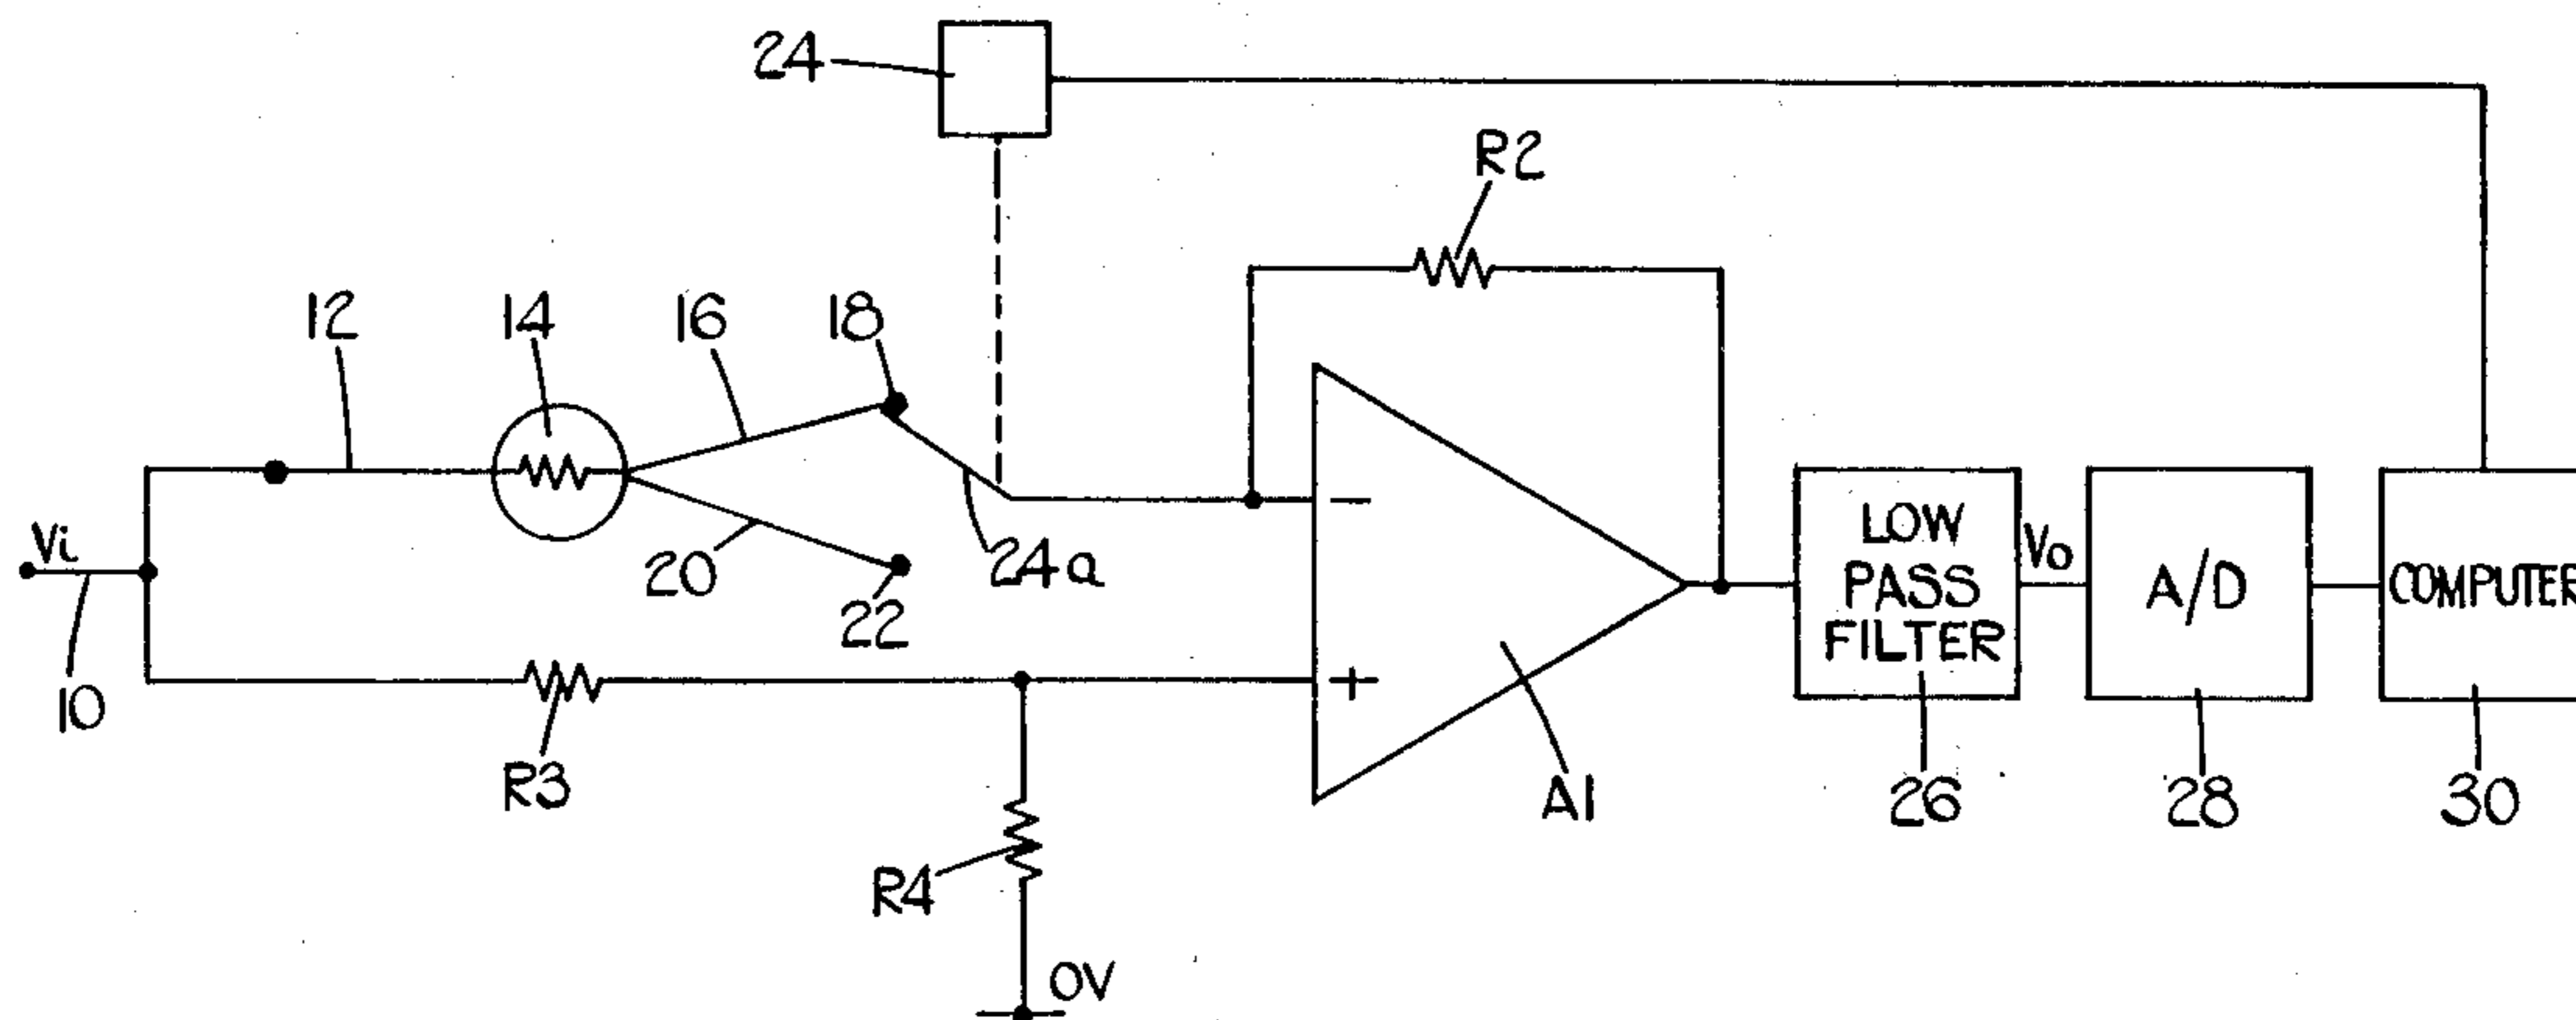 24
R2
12
14
16
18
Vi
10
20
22
24a
−
+
LOW
PASS
FILTER
Vo
A/D
COMPUTER
R3
A1
26
28
30
R4
OV